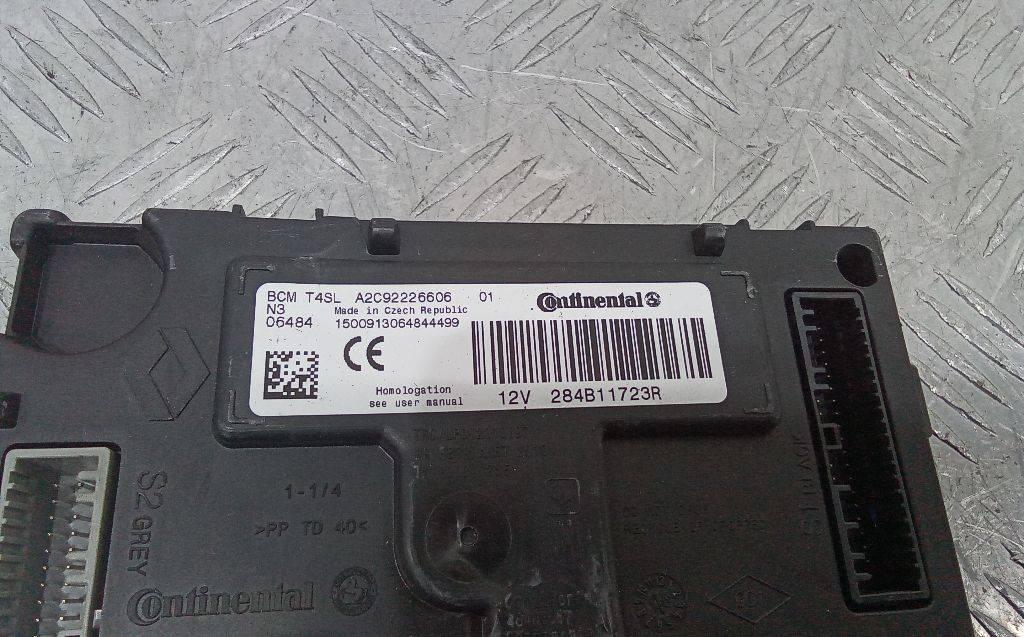 BCM T4SL A2C92226606 01
Continental
N3
Made in Czech Republic
06484 1500913064844499
CE
Homologation
see user manual
12V 284B11723R
S2 GREY
1-1/4
>PP TD 40<
Continental